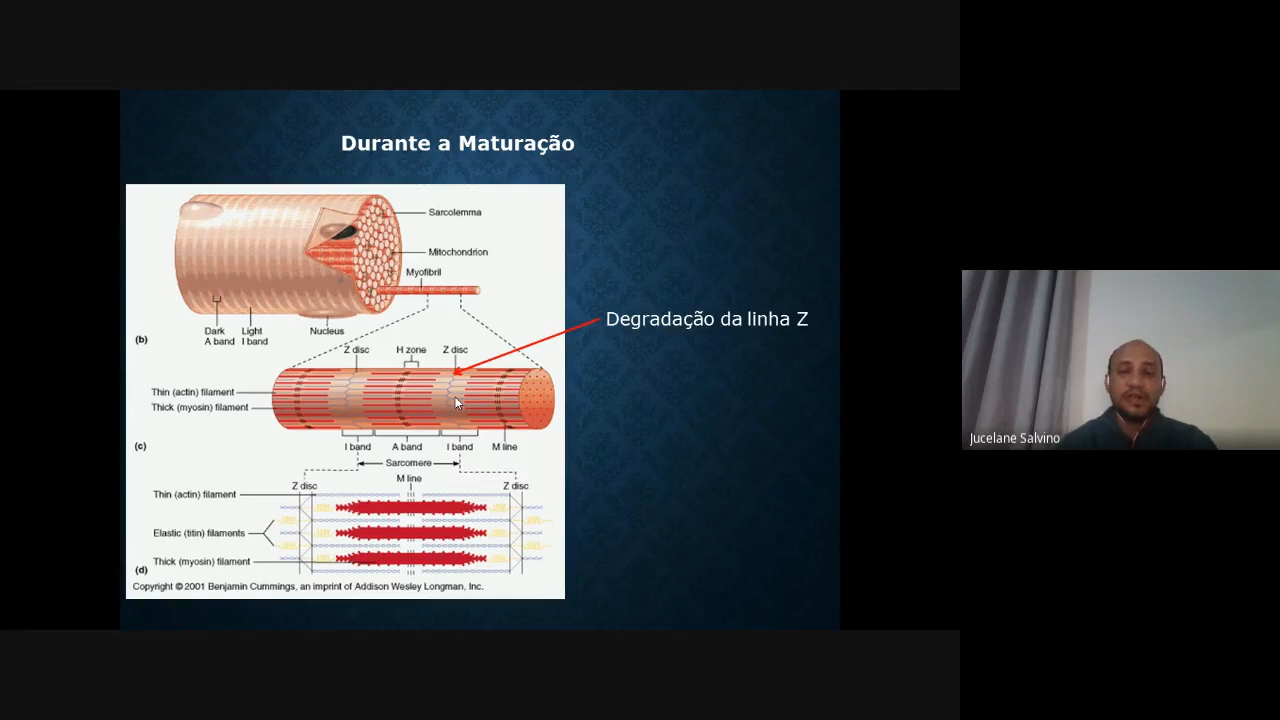 Durante a Maturação
Sarcolemma
Mitochondrion
Myofibril
Dark
A band
Light
I band
Nucleus
(b)
Degradação da linha Z
Z disc
H zone
Z disc
Thin (actin) filament
Thick (myosin) filament
(c)
I band
A band
I band
M line
Sarcomere
Z disc
M line
Z disc
Thin (actin) filament
Elastic (titin) filaments
Thick (myosin) filament
(d)
Copyright © 2001 Benjamin Cummings, an imprint of Addison Wesley Longman, Inc.
Jucelane Salvino